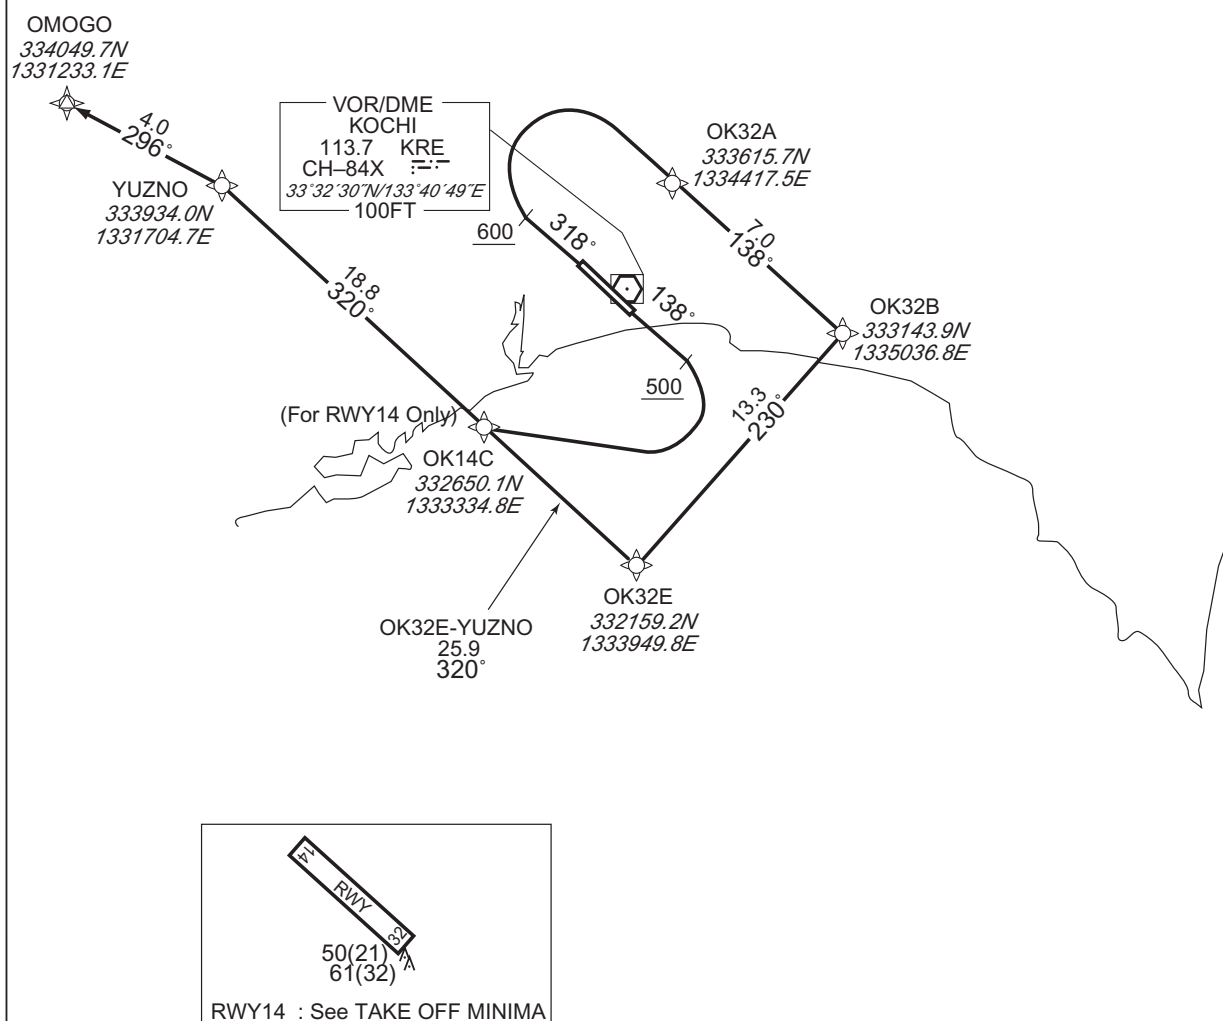 OMOGO
334049.7N
1331233.1E
4.0
296°
YUZNO
333934.0N
1331704.7E
VOR/DME
KOCHI
113.7 KRE
CH–84X
33°32´30″N/133°40´49″E
100FT
OK32A
333615.7N
1334417.5E
600
318°
7.0
138°
138°
OK32B
333143.9N
1335036.8E
18.8
320°
500
13.3
230°
(For RWY14 Only)
OK14C
332650.1N
1333334.8E
OK32E
332159.2N
1333949.8E
OK32E-YUZNO
25.9
320°
14
RWY
32
50(21)
61(32)
RWY14 : See TAKE OFF MINIMA